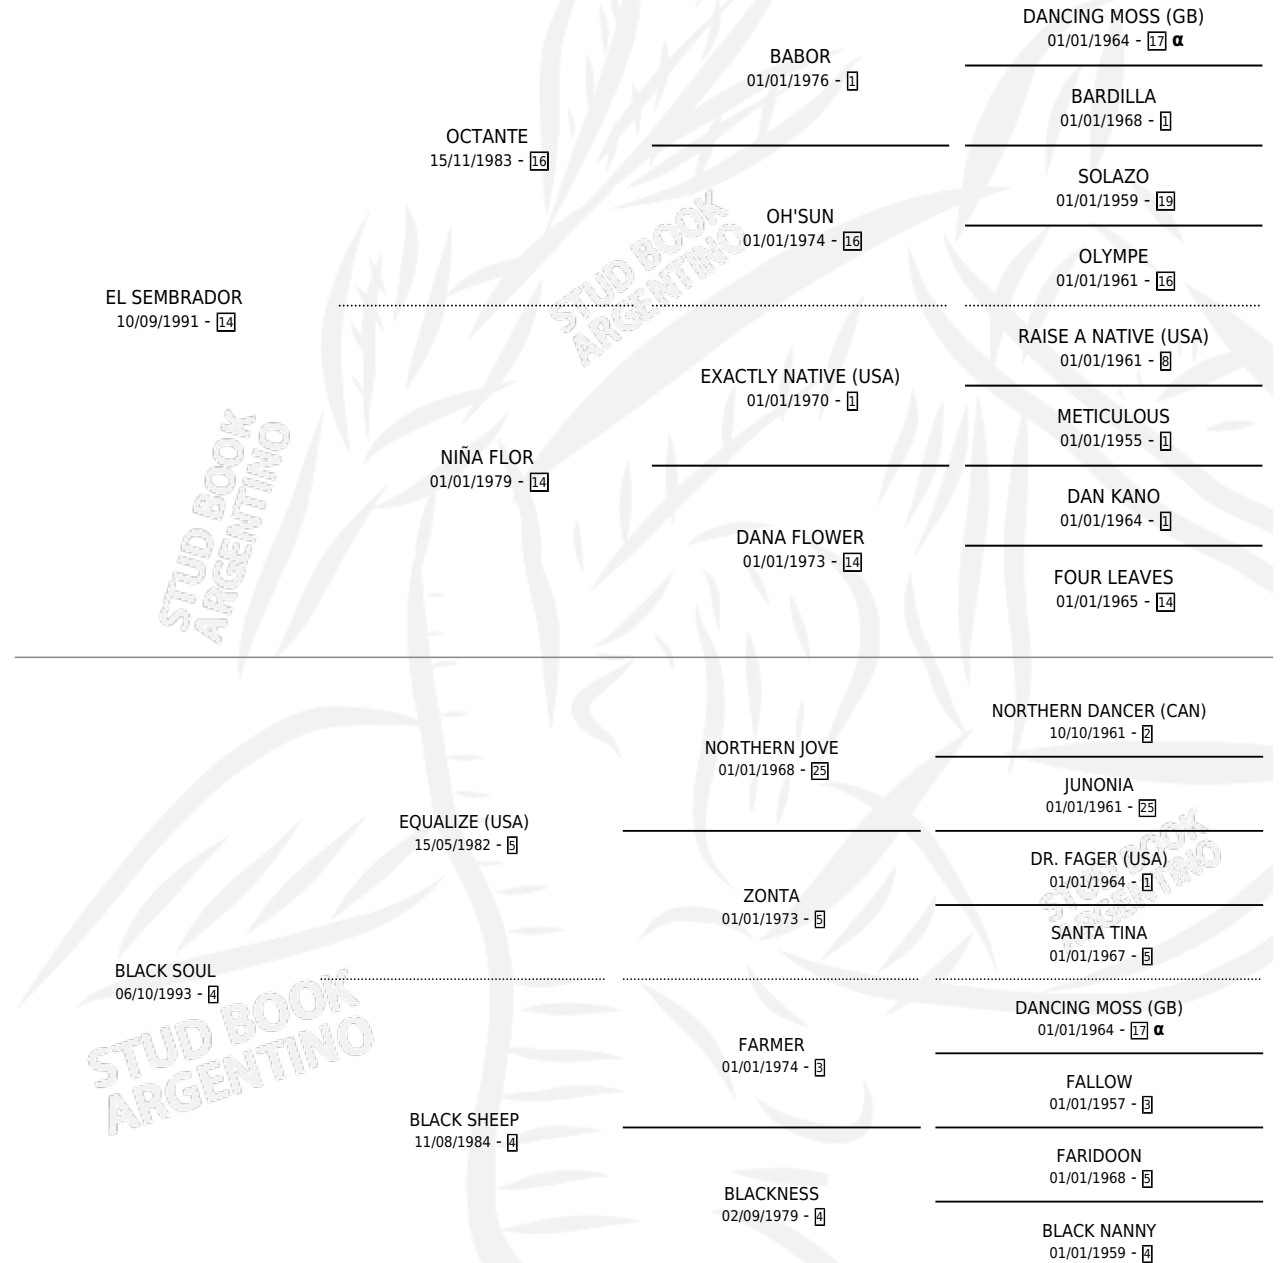 DANCING MOSS (GB)
01/01/1964 - 17 α
BABOR
01/01/1976 - 1
BARDILLA
01/01/1968 - 1
OCTANTE
15/11/1983 - 16
SOLAZO
01/01/1959 - 19
OH'SUN
01/01/1974 - 16
OLYMPE
01/01/1961 - 16
EL SEMBRADOR
10/09/1991 - 14
RAISE A NATIVE (USA)
01/01/1961 - 8
EXACTLY NATIVE (USA)
01/01/1970 - 1
METICULOUS
01/01/1955 - 1
NIÑA FLOR
01/01/1979 - 14
DAN KANO
01/01/1964 - 1
DANA FLOWER
01/01/1973 - 14
FOUR LEAVES
01/01/1965 - 14
NORTHERN DANCER (CAN)
10/10/1961 - 2
NORTHERN JOVE
01/01/1968 - 25
JUNONIA
01/01/1961 - 25
EQUALIZE (USA)
15/05/1982 - 5
DR. FAGER (USA)
01/01/1964 - 1
ZONTA
01/01/1973 - 5
SANTA TINA
01/01/1967 - 5
BLACK SOUL
06/10/1993 - 4
DANCING MOSS (GB)
01/01/1964 - 17 α
FARMER
01/01/1974 - 3
FALLOW
01/01/1957 - 3
BLACK SHEEP
11/08/1984 - 4
FARIDOON
01/01/1968 - 5
BLACKNESS
02/09/1979 - 4
BLACK NANNY
01/01/1959 - 4
STUD BOOK
ARGENTINO
STUD BOOK
ARGENTINO
STUD BOOK
ARGENTINO
STUD BOOK
ARGENTINO